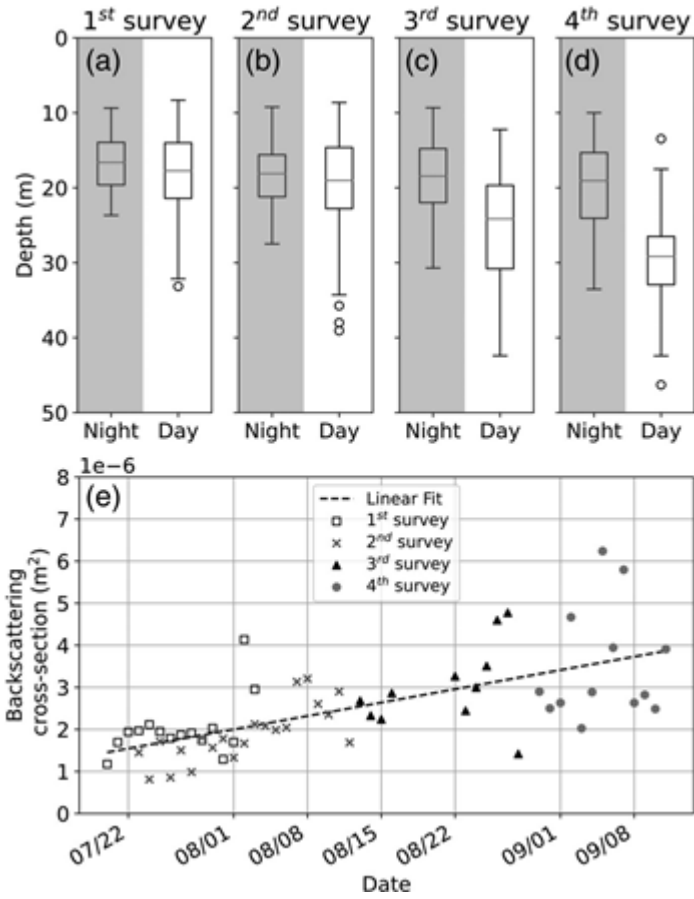 1st survey 2nd survey 3rd survey 4th survey
0
10
20
30
40
50
Depth (m)
(a) (b) (c) (d)
Night Day Night Day Night Day Night Day
1e-6
(e)
8
7
6
5
4
3
2
1
0
Backscattering
cross-section (m2)
Linear Fit
1st survey
2nd survey
3rd survey
4th survey
07/22 08/01 08/08 08/15 08/22 09/01 09/08
Date